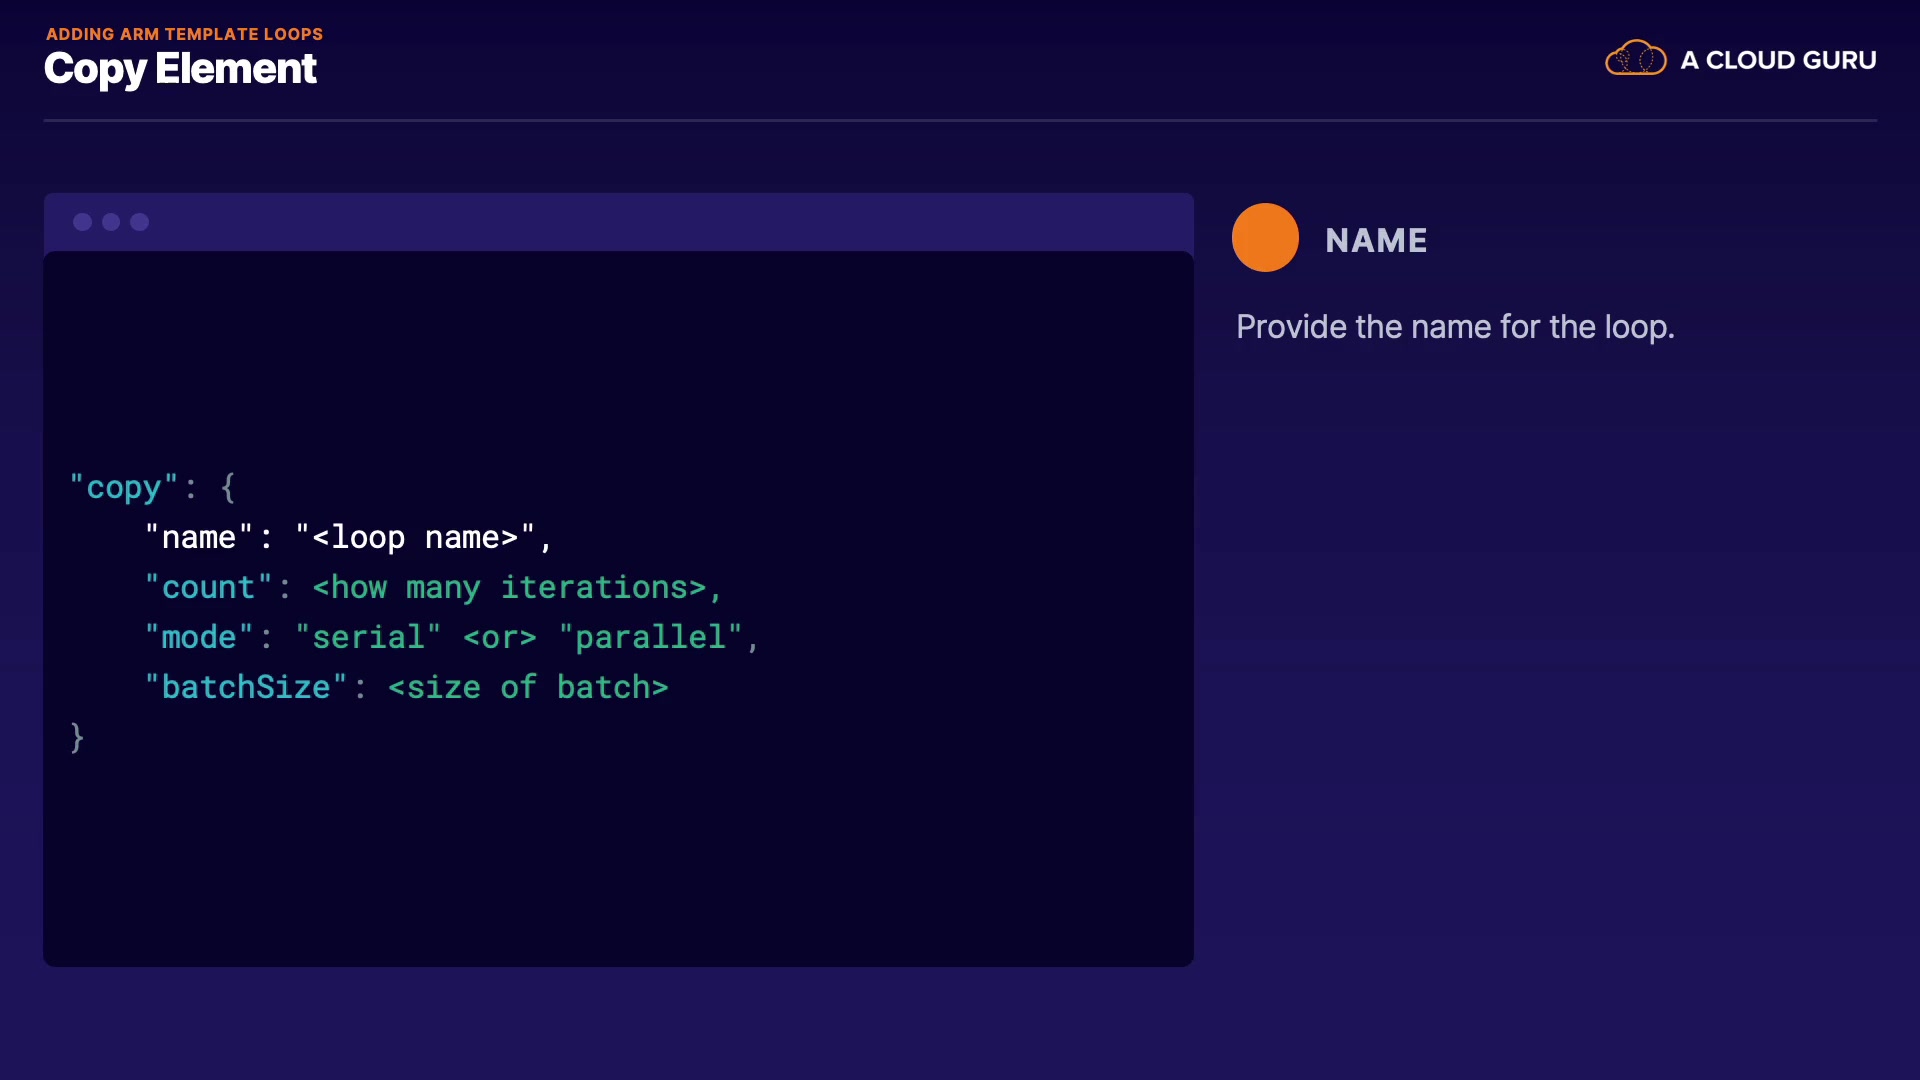 ADDING ARM TEMPLATE LOOPS
Copy Element
A CLOUD GURU
"copy": {
    "name": "<loop name>",
    "count": <how many iterations>,
    "mode": "serial" <or> "parallel",
    "batchSize": <size of batch>
}
NAME
Provide the name for the loop.